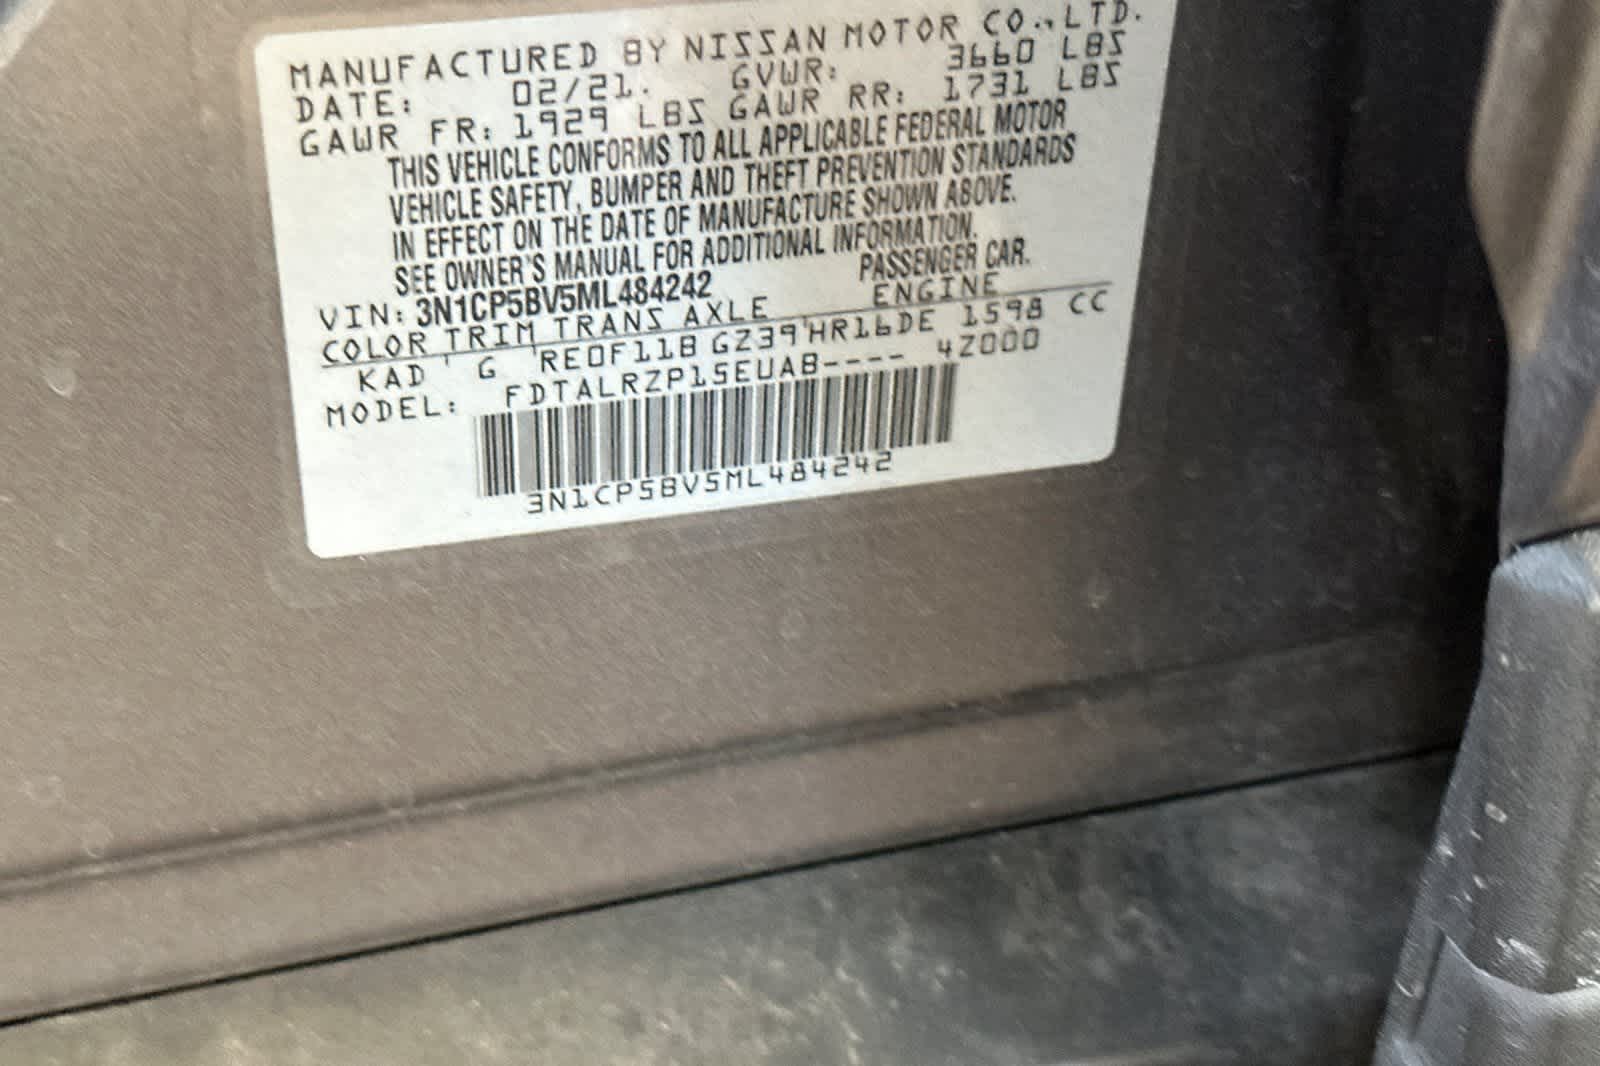 MANUFACTURED BY NISSAN MOTOR CO., LTD.
DATE: 02/21. GVWR: 3660 LBS
GAWR FR: 1929 LBS GAWR RR: 1731 LBS
THIS VEHICLE CONFORMS TO ALL APPLICABLE FEDERAL MOTOR
VEHICLE SAFETY, BUMPER AND THEFT PREVENTION STANDARDS
IN EFFECT ON THE DATE OF MANUFACTURE SHOWN ABOVE.
SEE OWNER'S MANUAL FOR ADDITIONAL INFORMATION.
VIN: 3N1CP5BV5ML484242 PASSENGER CAR.
COLOR TRIM TRANS AXLE ENGINE
KAD G RE0F11B GZ39 HR16DE 1598 CC
MODEL: FDTALRZP15EUAB---- 4Z000
3N1CP5BV5ML484242